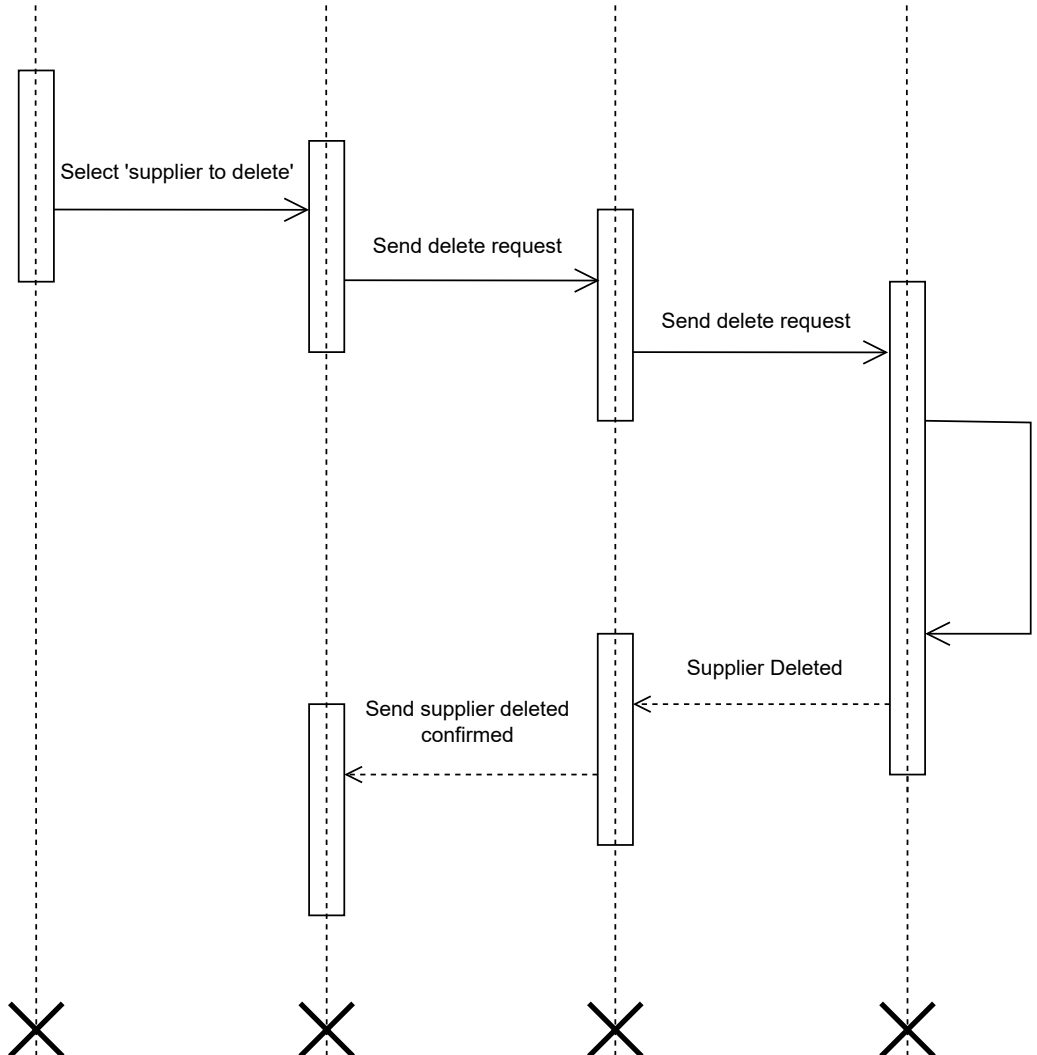 Select 'supplier to delete'
Send delete request
Send delete request
Supplier Deleted
Send supplier deleted
confirmed